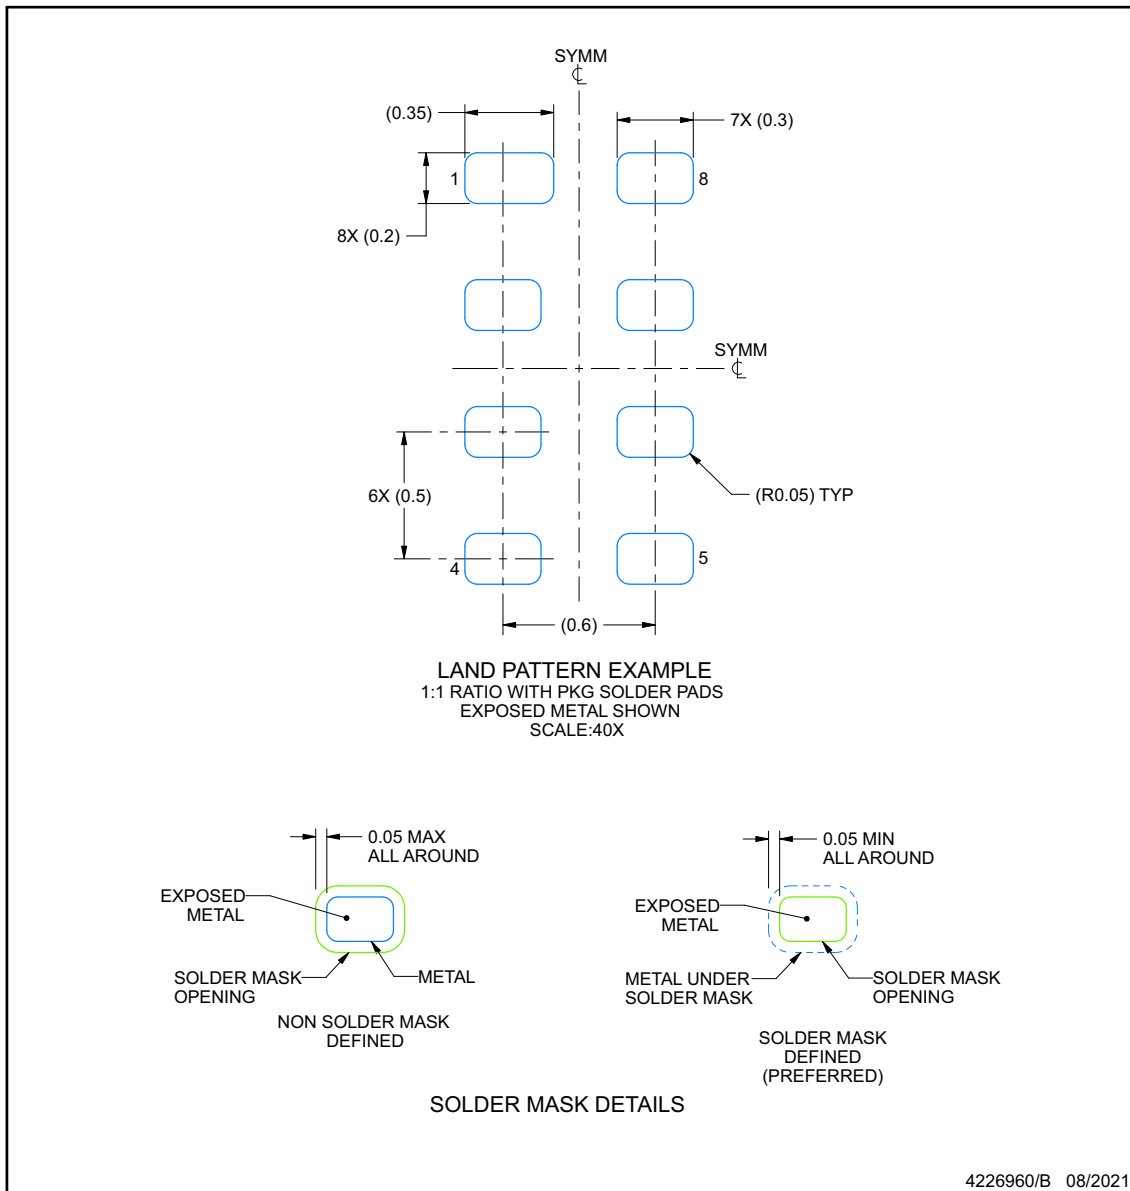 SYMM
℄
(0.35)
7X (0.3)
1
8
8X (0.2)
SYMM
℄
6X (0.5)
(R0.05) TYP
4
5
(0.6)
LAND PATTERN EXAMPLE
1:1 RATIO WITH PKG SOLDER PADS
EXPOSED METAL SHOWN
SCALE:40X
0.05 MAX
ALL AROUND
EXPOSED
METAL
SOLDER MASK
OPENING
METAL
NON SOLDER MASK
DEFINED
0.05 MIN
ALL AROUND
EXPOSED
METAL
METAL UNDER
SOLDER MASK
SOLDER MASK
OPENING
SOLDER MASK
DEFINED
(PREFERRED)
SOLDER MASK DETAILS
4226960/B 08/2021